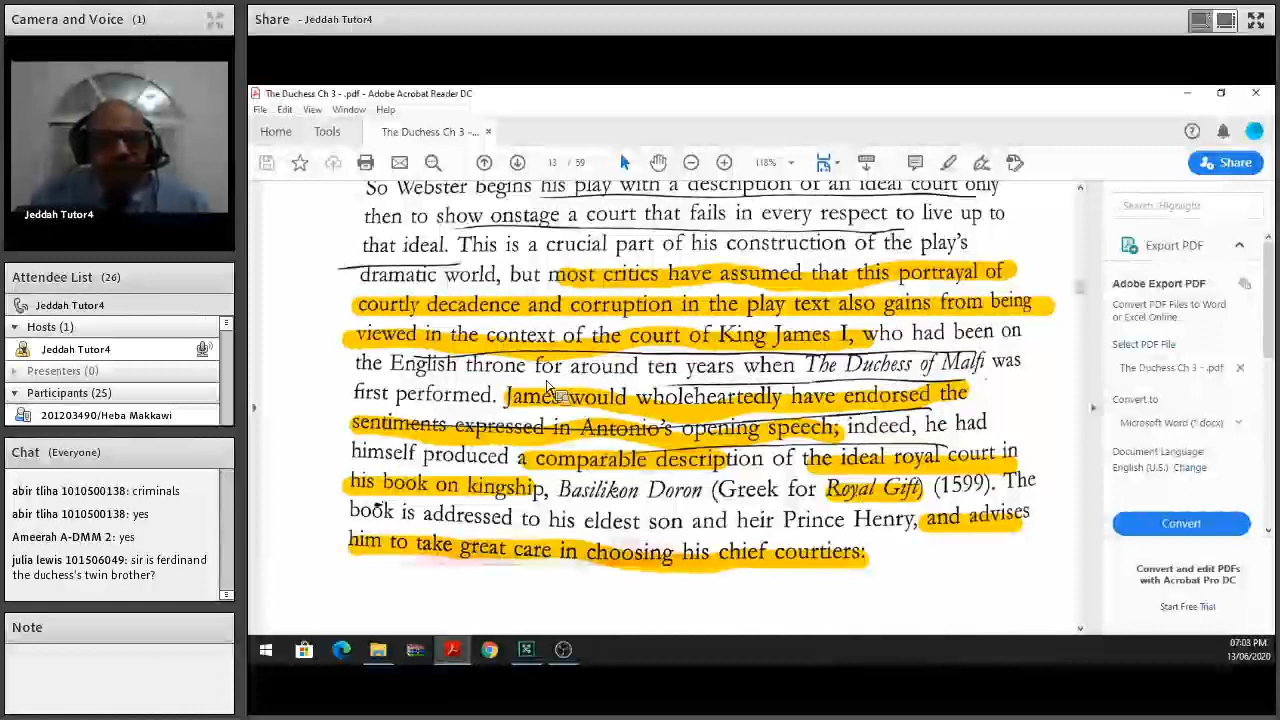 Camera and Voice (1)
Jeddah Tutor4
Attendee List (26)
Jeddah Tutor4
Hosts (1)
Jeddah Tutor4
Presenters (0)
Participants (25)
201203490/Heba Makkawi
Chat (Everyone)
abir tliha 1010500138: criminals
abir tliha 1010500138: yes
Ameerah A-DMM 2: yes
julia lewis 101506049: sir is ferdinand
the duchess's twin brother?
Note
Share - Jeddah Tutor4
The Duchess Ch 3 - .pdf - Adobe Acrobat Reader DC
File Edit View Window Help
Home Tools The Duchess Ch 3 -... ×
13 / 59 118% Share
So Webster begins his play with a description of an ideal court only
then to show onstage a court that fails in every respect to live up to
that ideal. This is a crucial part of his construction of the play's
dramatic world, but most critics have assumed that this portrayal of
courtly decadence and corruption in the play text also gains from being
viewed in the context of the court of King James I, who had been on
the English throne for around ten years when The Duchess of Malfi was
first performed. James would wholeheartedly have endorsed the
sentiments expressed in Antonio's opening speech; indeed, he had
himself produced a comparable description of the ideal royal court in
his book on kingship, Basilikon Doron (Greek for Royal Gift) (1599). The
book is addressed to his eldest son and heir Prince Henry, and advises
him to take great care in choosing his chief courtiers:
Export PDF
Adobe Export PDF
Convert PDF Files to Word
or Excel Online
Select PDF File
The Duchess Ch 3 - .pdf ×
Convert to
Microsoft Word (*.docx)
Document Language:
English (U.S.) Change
Convert
Convert and edit PDFs
with Acrobat Pro DC
Start Free Trial
07:03 PM
13/06/2020